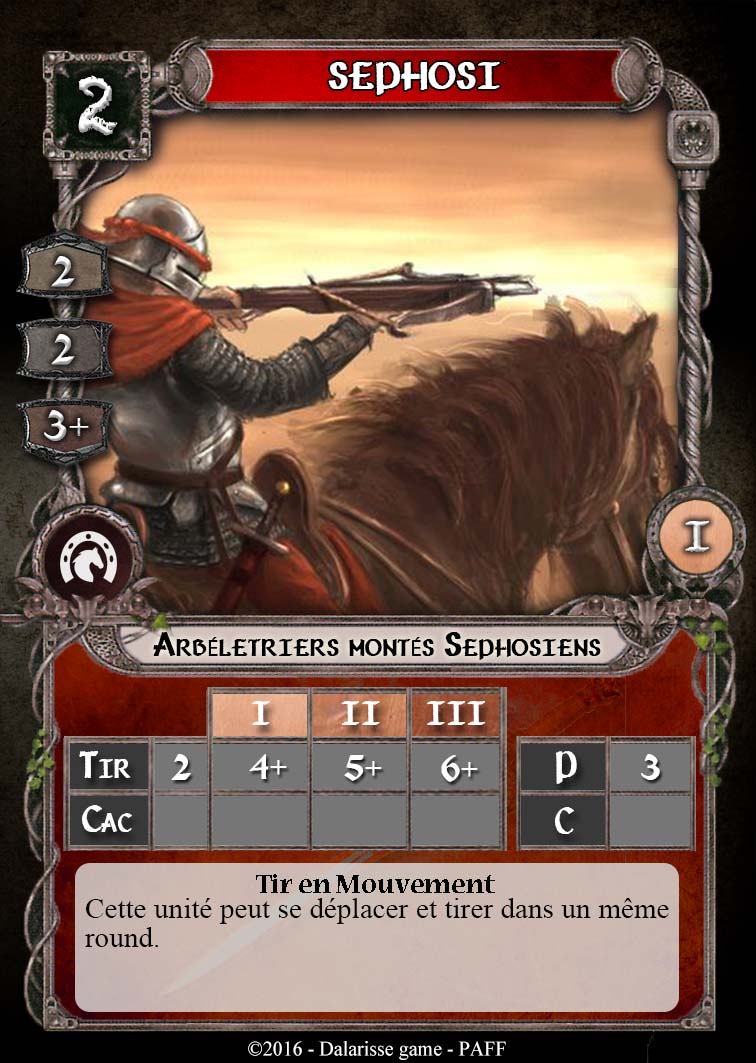 SEPHOSI
2
2
2
3+
I
Arbéletriers montés Sephosiens
I II III
Tir 2 4+ 5+ 6+ P 3
Cac C
Tir en Mouvement
Cette unité peut se déplacer et tirer dans un même
round.
©2016 - Dalarisse game - PAFF